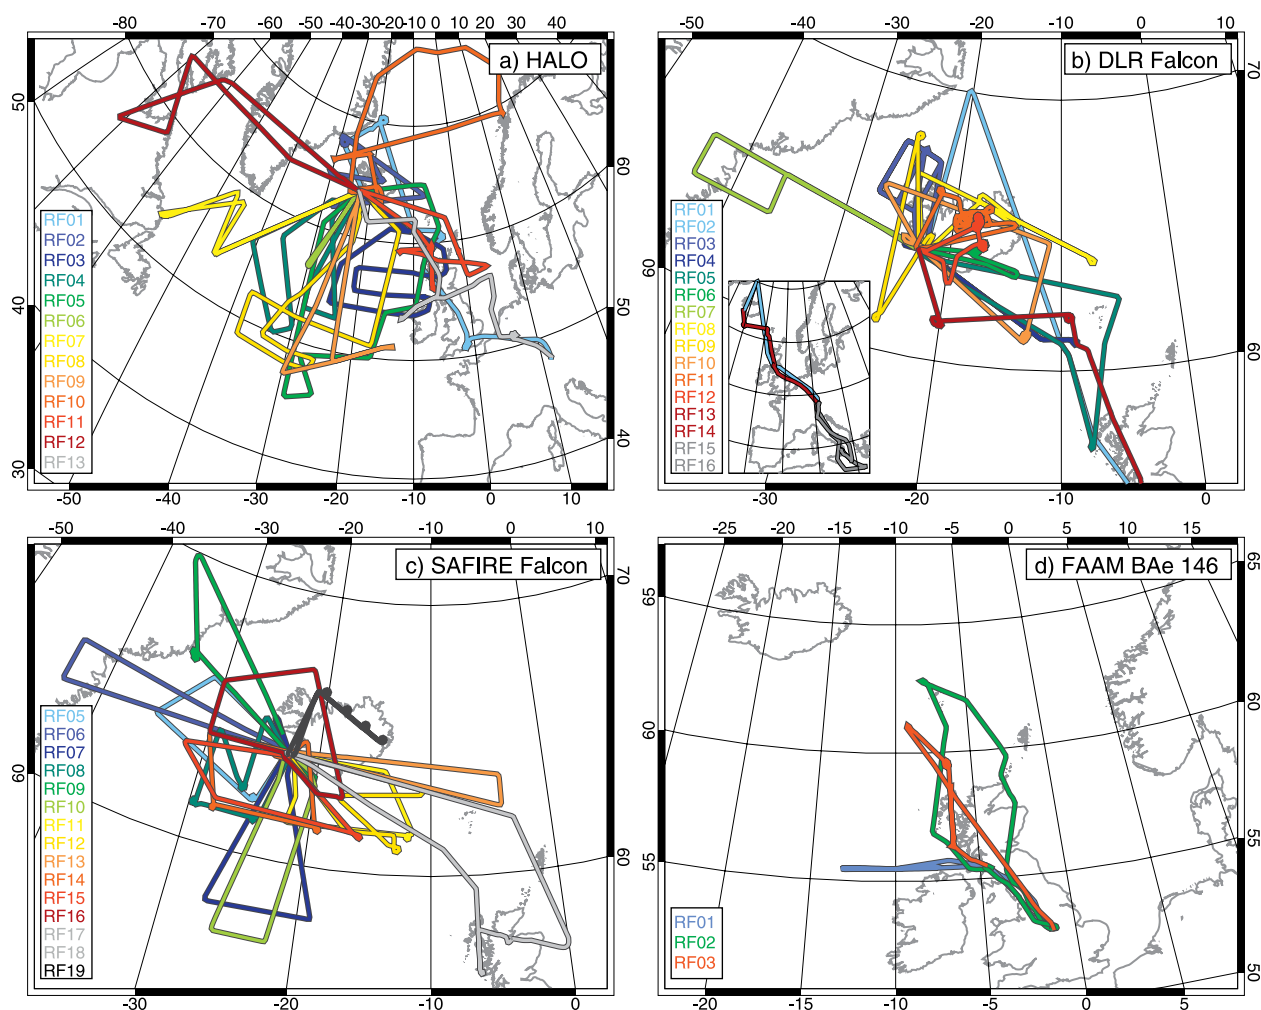 -80 -70 -60 -50 -40 -30 -20 -10 0 10 20 30 40
a) HALO
50
60
40
50
30
40
RF01
RF02
RF03
RF04
RF05
RF06
RF07
RF08
RF09
RF10
RF11
RF12
RF13
-50 -40 -30 -20 -10 0 10
-50 -40 -30 -20 -10 0 10
b) DLR Falcon
70
60
60
RF01
RF02
RF03
RF04
RF05
RF06
RF07
RF08
RF09
RF10
RF11
RF12
RF13
RF14
RF15
RF16
-30 -20 -10 0
-50 -40 -30 -20 -10 0 10
c) SAFIRE Falcon
70
60
60
RF05
RF06
RF07
RF08
RF09
RF10
RF11
RF12
RF13
RF14
RF15
RF16
RF17
RF18
RF19
-30 -20 -10 0
-25 -20 -15 -10 -5 0 5 10 15
d) FAAM BAe 146
65
65
60
60
55
55
50
RF01
RF02
RF03
-20 -15 -10 -5 0 5